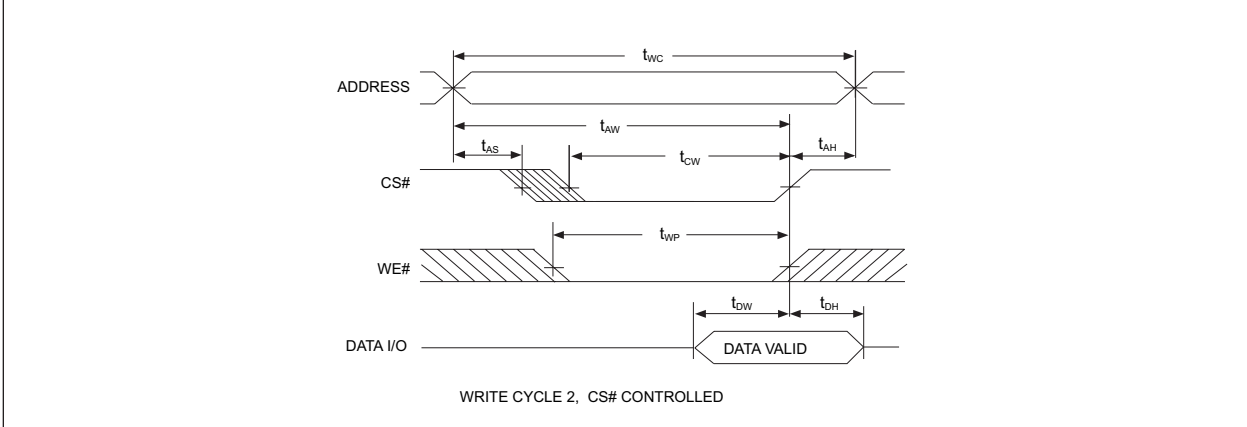 tWC
ADDRESS
tAW
tAS
tCW
tAH
CS#
tWP
WE#
tDW
tDH
DATA I/O
DATA VALID
WRITE CYCLE 2, CS# CONTROLLED